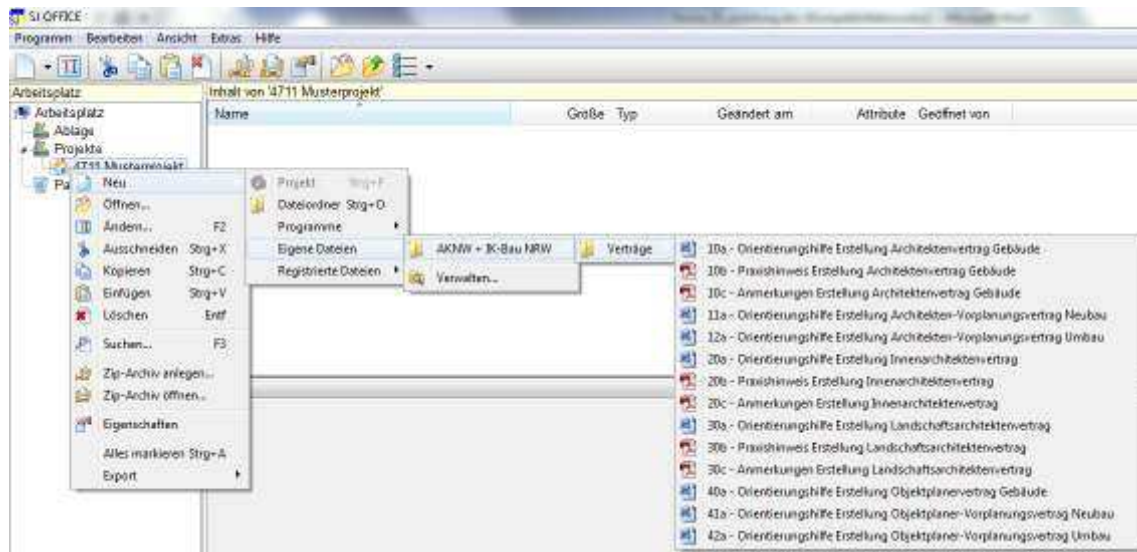 SJ OFFICE
Programm Bearbeiten Ansicht Extras Hilfe
Arbeitsplatz
Inhalt von '4711 Musterprojekt'
Arbeitsplatz
Ablage
Projekte
4711 Musterprojekt
Pa
Name Größe Typ Geändert am Attribute Geöffnet von
Neu
Öffnen...
Ändern... F2
Ausschneiden Strg+X
Kopieren Strg+C
Einfügen Strg+V
Löschen Entf
Suchen... F3
Zip-Archiv anlegen...
Zip-Archiv öffnen...
Eigenschaften
Alles markieren Strg+A
Export
Projekt Strg+P
Dateiordner Strg+O
Programme
Eigene Dateien
Registrierte Dateien
AKNW + IK-Bau NRW
Verwalten...
Verträge
10a - Orientierungshilfe Erstellung Architektenvertrag Gebäude
10b - Praxishinweis Erstellung Architektenvertrag Gebäude
10c - Anmerkungen Erstellung Architektenvertrag Gebäude
11a - Orientierungshilfe Erstellung Architekten-Vorplanungsvertrag Neubau
12a - Orientierungshilfe Erstellung Architekten-Vorplanungsvertrag Umbau
20a - Orientierungshilfe Erstellung Innenarchitektenvertrag
20b - Praxishinweis Erstellung Innenarchitektenvertrag
20c - Anmerkungen Erstellung Innenarchitektenvertrag
30a - Orientierungshilfe Erstellung Landschaftsarchitektenvertrag
30b - Praxishinweis Erstellung Landschaftsarchitektenvertrag
30c - Anmerkungen Erstellung Landschaftsarchitektenvertrag
40a - Orientierungshilfe Erstellung Objektplanervertrag Gebäude
41a - Orientierungshilfe Erstellung Objektplaner-Vorplanungsvertrag Neubau
42a - Orientierungshilfe Erstellung Objektplaner-Vorplanungsvertrag Umbau